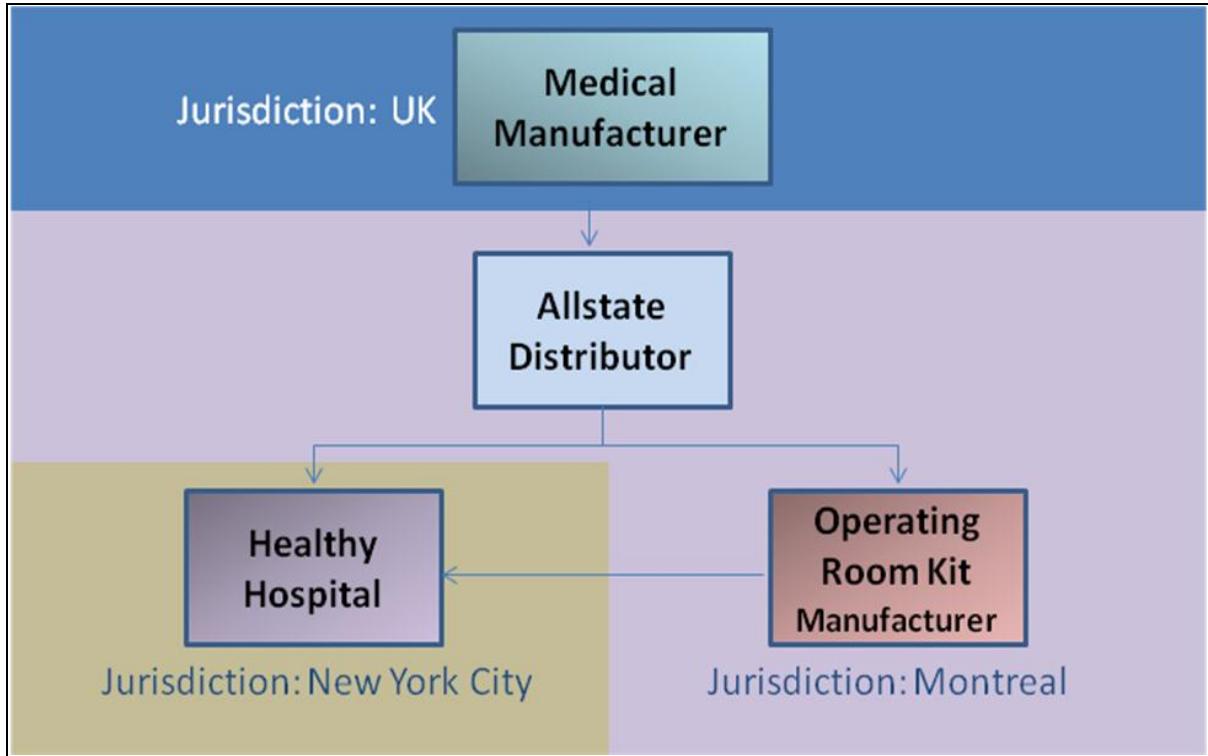 Jurisdiction: UK
Medical
Manufacturer
Allstate
Distributor
Healthy
Hospital
Operating
Room Kit
Manufacturer
Jurisdiction: New York City
Jurisdiction: Montreal